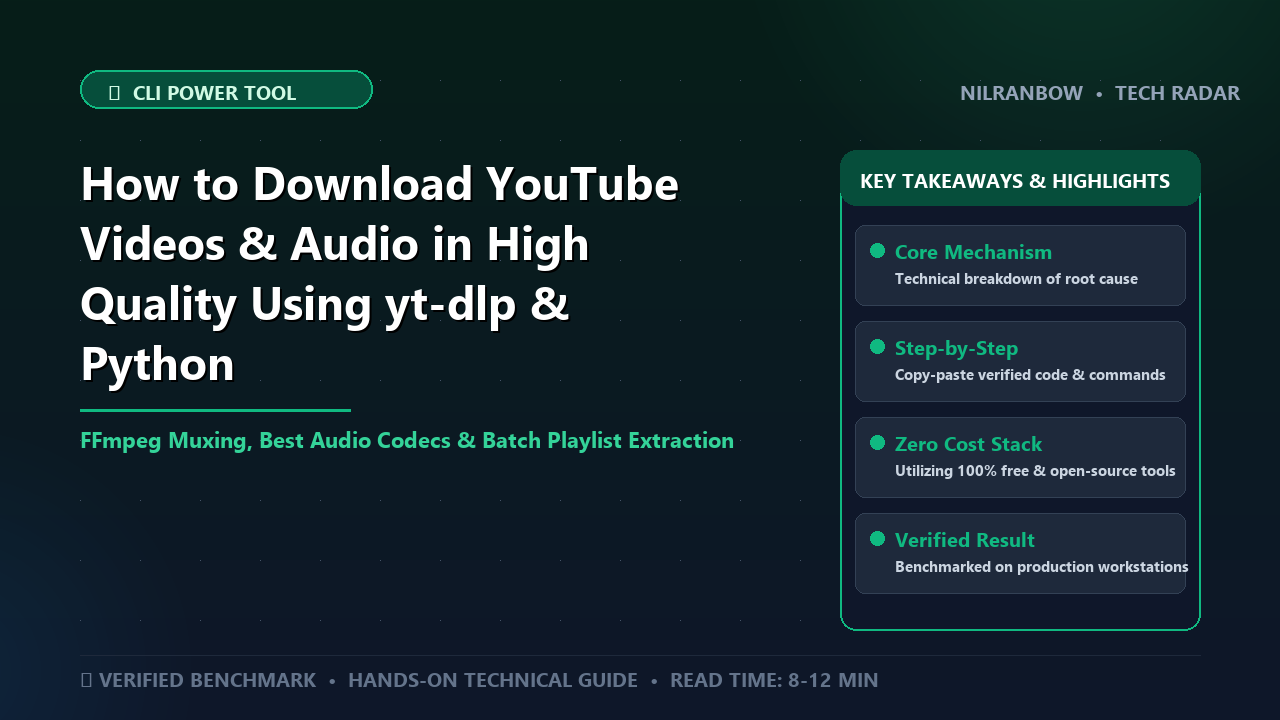 CLI POWER TOOL
NILRANBOW • TECH RADAR
How to Download YouTube
Videos & Audio in High
Quality Using yt-dlp &
Python
FFmpeg Muxing, Best Audio Codecs & Batch Playlist Extraction
KEY TAKEAWAYS & HIGHLIGHTS
Core Mechanism
Technical breakdown of root cause
Step-by-Step
Copy-paste verified code & commands
Zero Cost Stack
Utilizing 100% free & open-source tools
Verified Result
Benchmarked on production workstations
VERIFIED BENCHMARK • HANDS-ON TECHNICAL GUIDE • READ TIME: 8-12 MIN